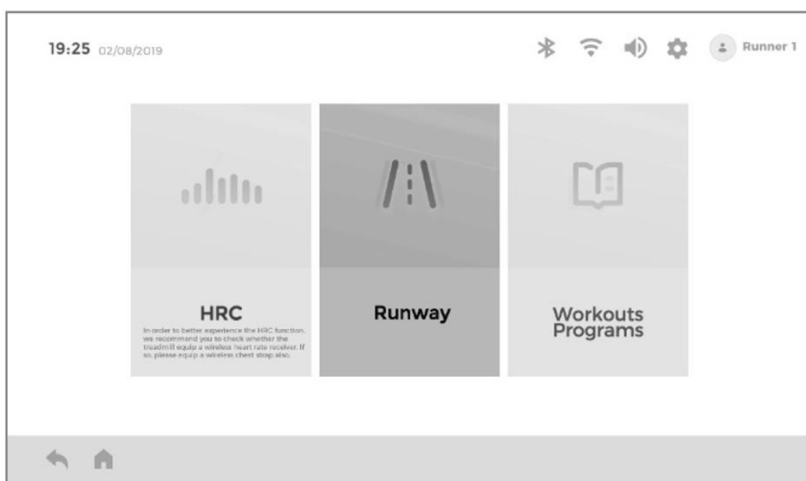 19:25 02/08/2019
Runner 1
HRC
In order to better experience the HRC function,
we recommend you to check whether the
treadmill equip a wireless heart rate receiver. If
so, please equip a wireless chest strap also.
Runway
Workouts
Programs